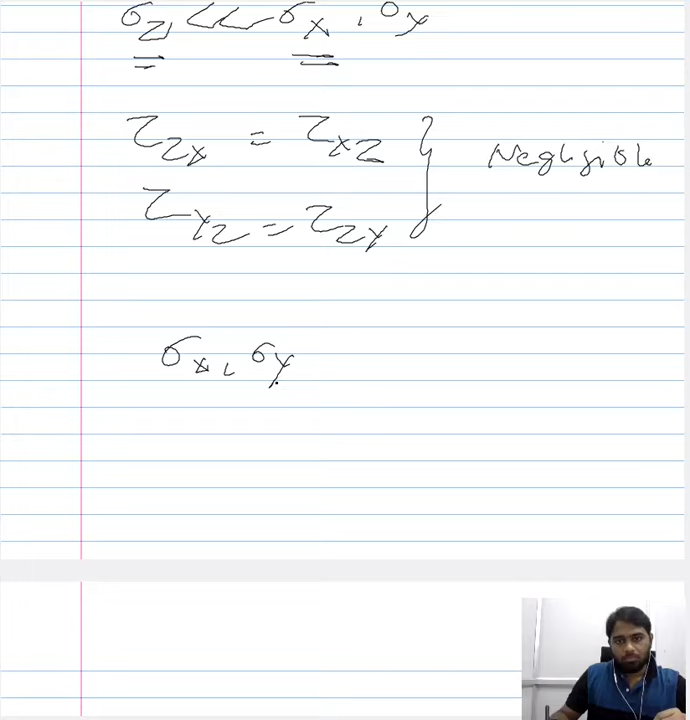 σz << σx, σy
τzx = τxz } Negligible
τyz = τzy
σx, σy